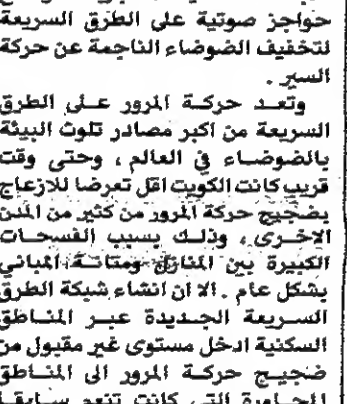 حواجز صوتية على الطرق السريعة
لتخفيف الضوضاء الناجمة عن حركة
السير .
وتعد حركة المرور على الطرق
السريعة من اكبر مصادر تلوث البيئة
بالضوضاء في العالم ، وحتى وقت
قريب كانت الكويت اقل تعرضا للازعاج
بضجيج حركة المرور من كثير من المدن
الاخرى ، وذلك بسبب الفسحات
الكبيرة بين المنازل ومتانة المباني
بشكل عام . الا ان انشاء شبكة الطرق
السريعة الجديدة عبر المناطق
السكنية ادخل مستوى غير مقبول من
ضجيج حركة المرور الى المناطق
المجاورة التي كانت تنعم سابقا